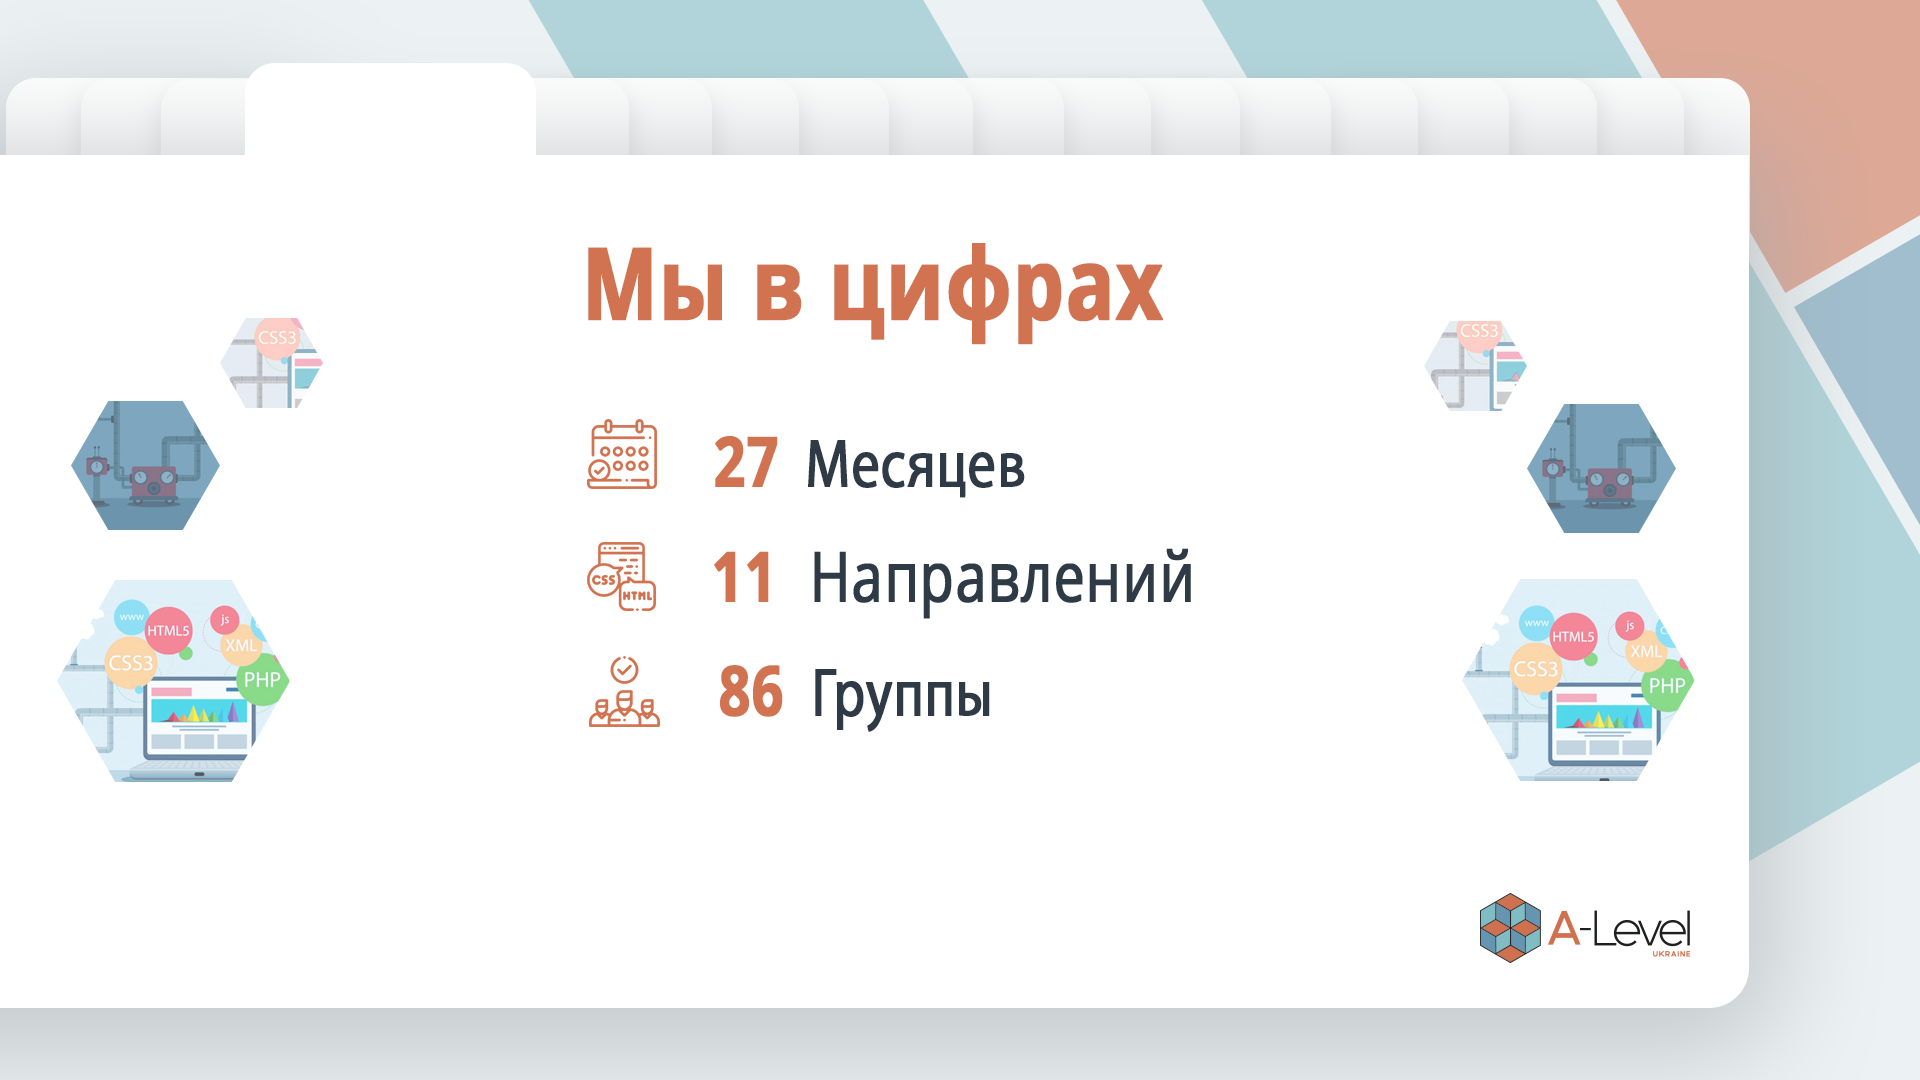 Мы в цифрах
27 Месяцев
CSS
HTML
11 Направлений
86 Группы
CSS3
www
HTML5
js
CSS3
XML
PHP
CSS3
www
HTML5
js
CSS3
XML
PHP
A-Level
UKRAINE